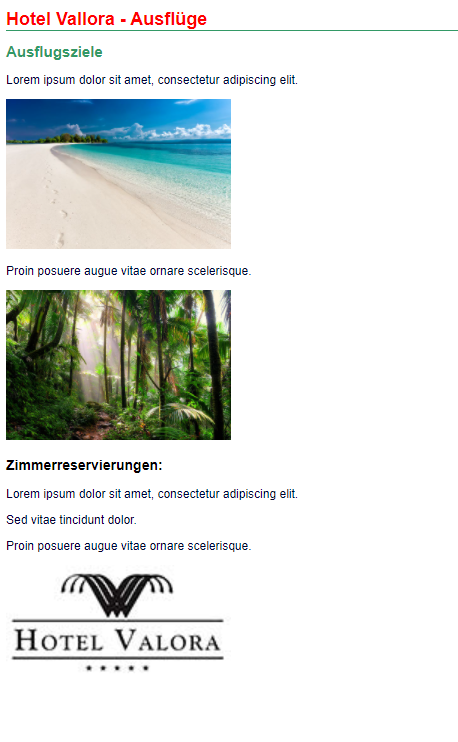 Hotel Vallora - Ausflüge
Ausflugsziele
Lorem ipsum dolor sit amet, consectetur adipiscing elit.
Proin posuere augue vitae ornare scelerisque.
Zimmerreservierungen:
Lorem ipsum dolor sit amet, consectetur adipiscing elit.
Sed vitae tincidunt dolor.
Proin posuere augue vitae ornare scelerisque.
HOTEL VALORA